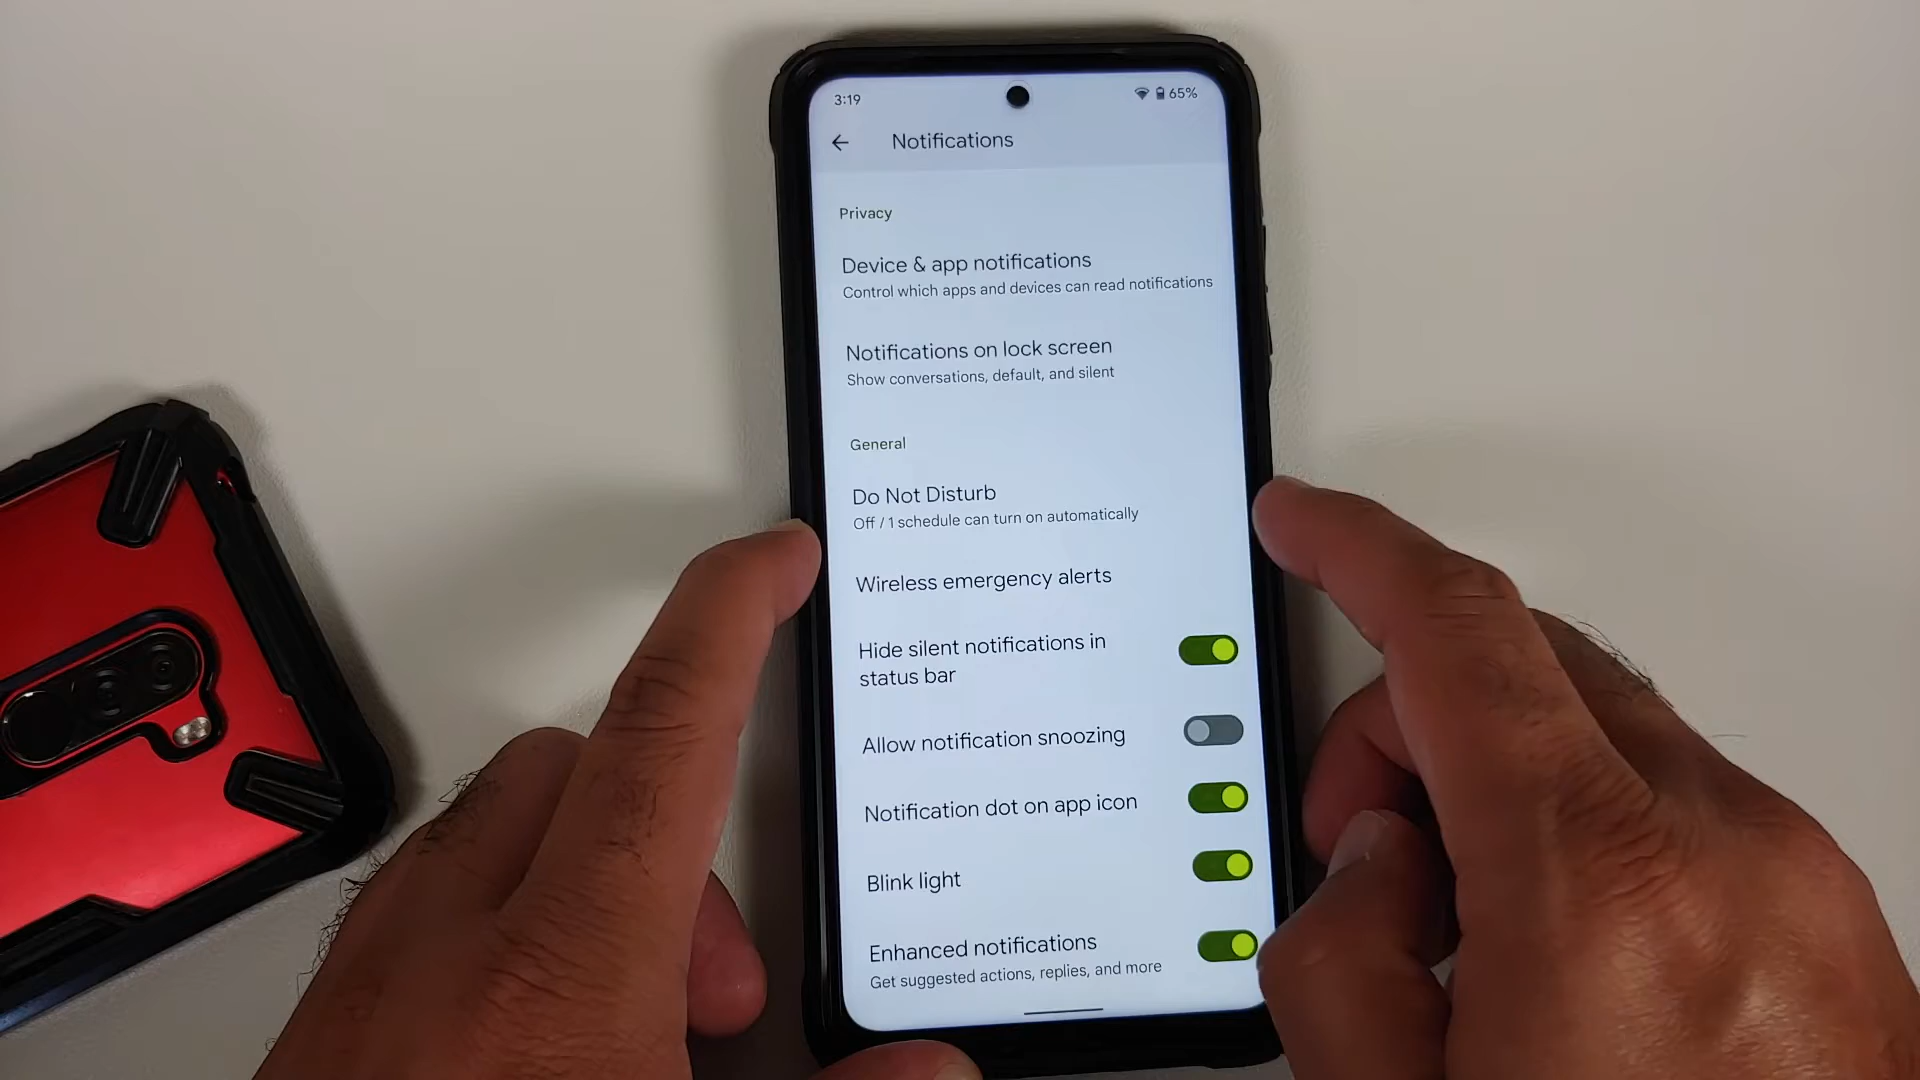 3:19
65%
Notifications
Privacy
Device & app notifications
Control which apps and devices can read notifications
Notifications on lock screen
Show conversations, default, and silent
General
Do Not Disturb
Off / 1 schedule can turn on automatically
Wireless emergency alerts
Hide silent notifications in
status bar
Allow notification snoozing
Notification dot on app icon
Blink light
Enhanced notifications
Get suggested actions, replies, and more